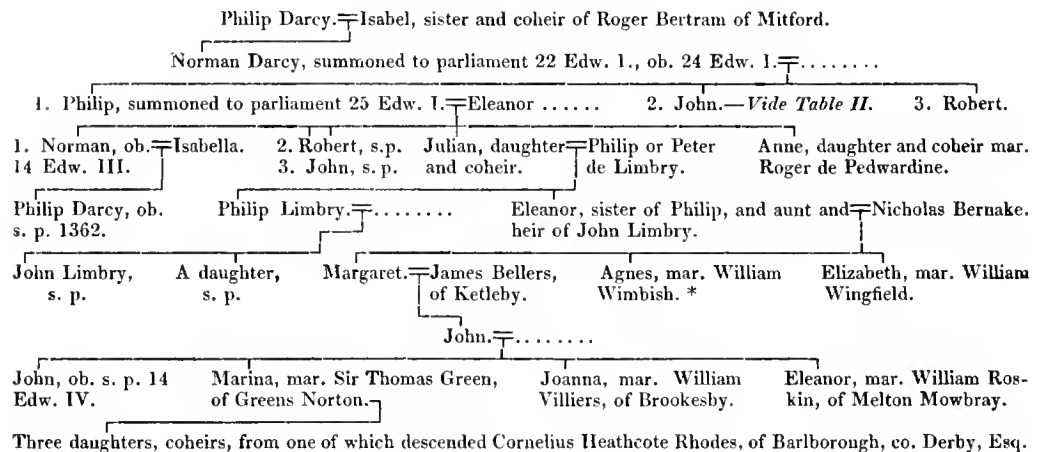 Philip Darcy.=Isabel, sister and coheir of Roger Bertram of Mitford.
Norman Darcy, summoned to parliament 22 Edw. I., ob. 24 Edw. I.=........
1. Philip, summoned to parliament 25 Edw. I.=Eleanor ...... 2. John.—Vide Table II. 3. Robert.
1. Norman, ob.=Isabella. 2. Robert, s.p. Julian, daughter=Philip or Peter Anne, daughter and coheir mar.
14 Edw. III. 3. John, s. p. and coheir. de Limbry. Roger de Pedwardine.
Philip Darcy, ob. Philip Limbry.=........ Eleanor, sister of Philip, and aunt and=Nicholas Bernake.
s. p. 1362. heir of John Limbry.
John Limbry, A daughter, Margaret.=James Bellers, Agnes, mar. William Elizabeth, mar. William
s. p. s. p. of Ketleby. Wimbish. * Wingfield.
John.=........
John, ob. s. p. 14 Marina, mar. Sir Thomas Green, Joanna, mar. William Eleanor, mar. William Ros-
Edw. IV. of Greens Norton. Villiers, of Brookesby. kin, of Melton Mowbray.
Three daughters, coheirs, from one of which descended Cornelius Heathcote Rhodes, of Barlborough, co. Derby, Esq.